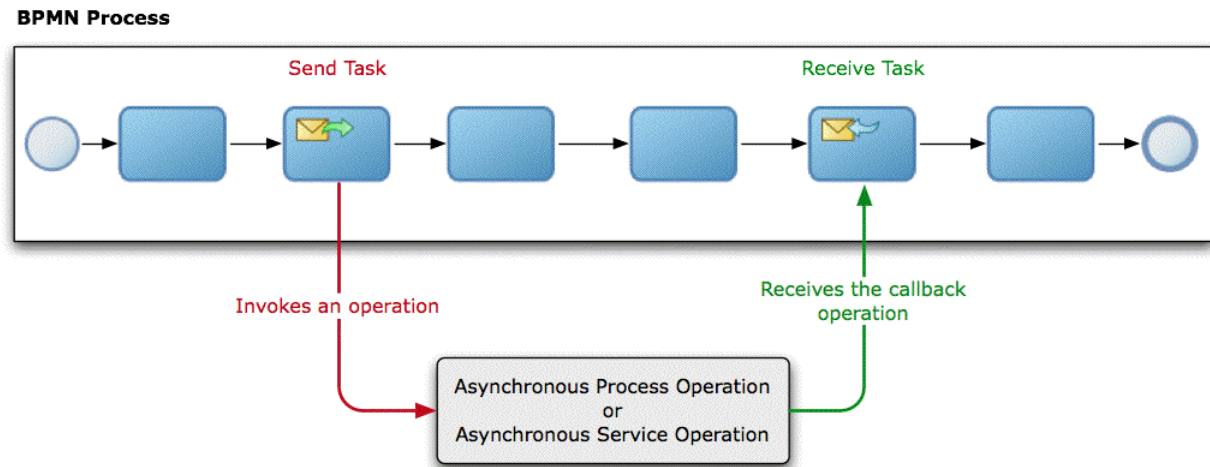 BPMN Process
Send Task
Receive Task
Invokes an operation
Receives the callback
operation
Asynchronous Process Operation
or
Asynchronous Service Operation